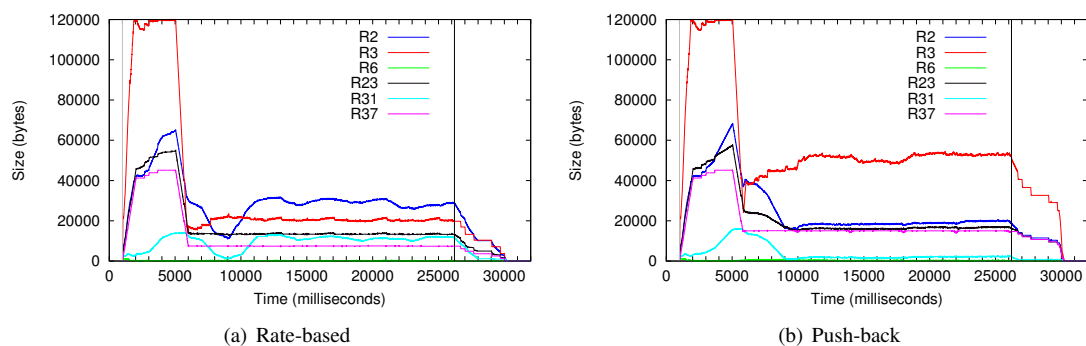 120000
100000
80000
60000
40000
20000
0
Size (bytes)
R2
R3
R6
R23
R31
R37
0 5000 10000 15000 20000 25000 30000
Time (milliseconds)
(a) Rate-based
120000
100000
80000
60000
40000
20000
0
Size (bytes)
R2
R3
R6
R23
R31
R37
0 5000 10000 15000 20000 25000 30000
Time (milliseconds)
(b) Push-back